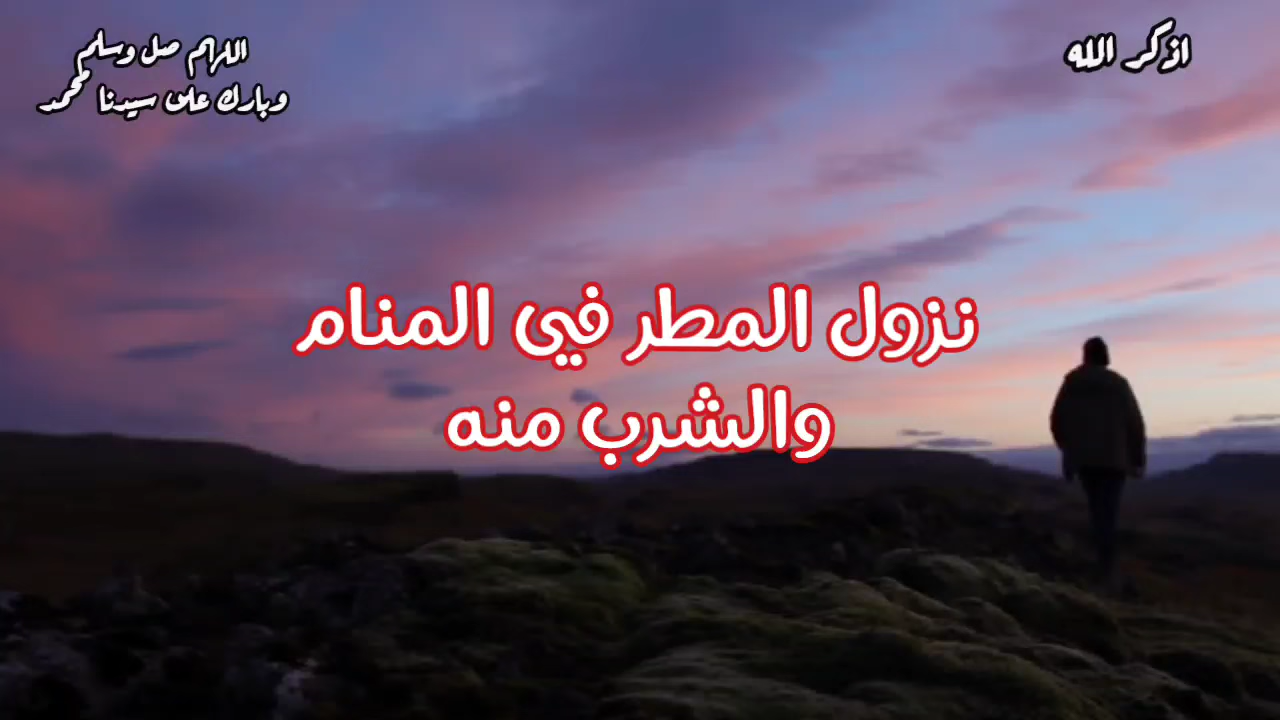 اذكر الله
اللهم صل وسلم
وبارك على سيدنا محمد
نزول المطر في المنام
والشرب منه